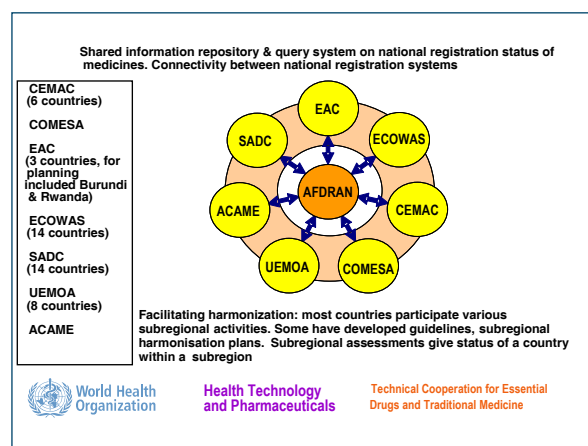 Shared information repository & query system on national registration status of
medicines. Connectivity between national registration systems
CEMAC
(6 countries)
COMESA
EAC
(3 countries, for
planning
included Burundi
& Rwanda)
ECOWAS
(14 countries)
SADC
(14 countries)
UEMOA
(8 countries)
ACAME
EAC
SADC
ECOWAS
AFDRAN
ACAME
CEMAC
UEMOA
COMESA
Facilitating harmonization: most countries participate various
subregional activities. Some have developed guidelines, subregional
harmonisation plans. Subregional assessments give status of a country
within a subregion
World Health
Organization
Health Technology
and Pharmaceuticals
Technical Cooperation for Essential
Drugs and Traditional Medicine